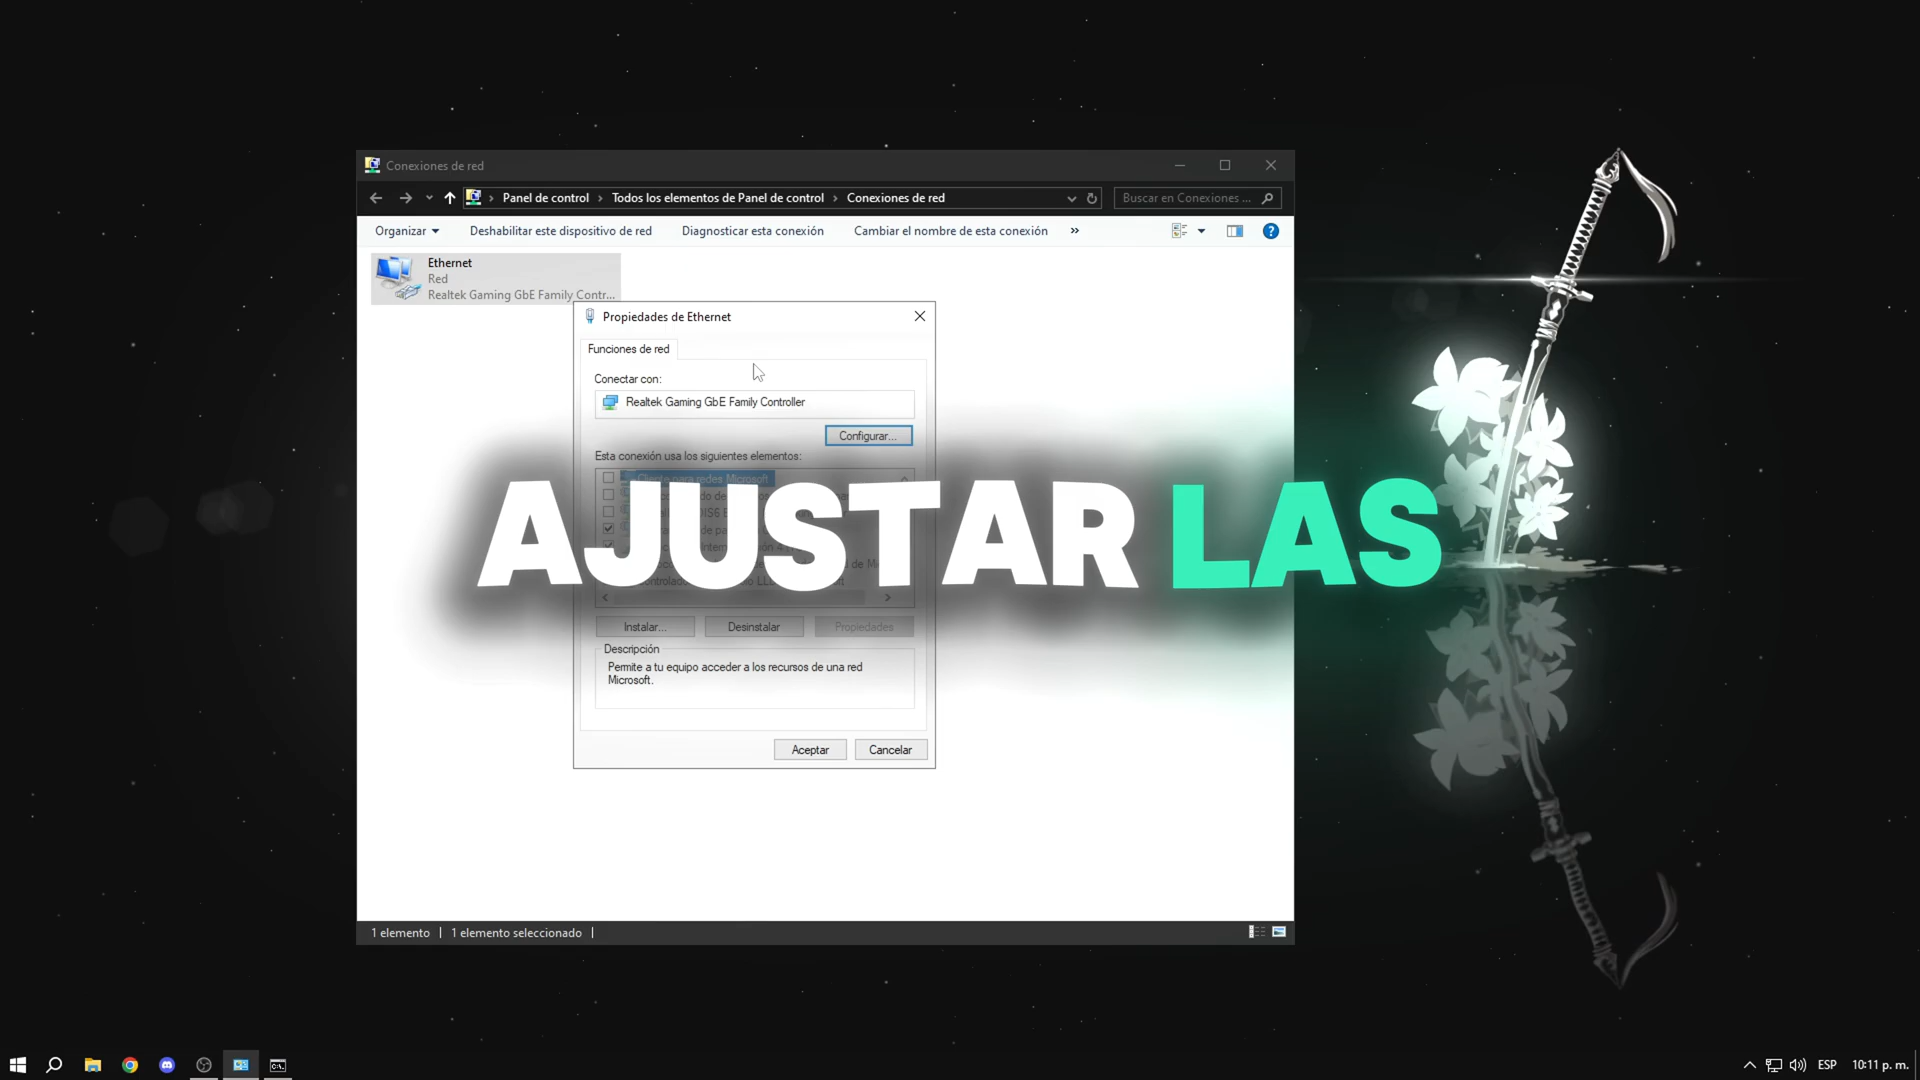 Conexiones de red
Panel de control > Todos los elementos de Panel de control > Conexiones de red
Buscar en Conexiones ...
Organizar
Deshabilitar este dispositivo de red
Diagnosticar esta conexión
Cambiar el nombre de esta conexión
»
Ethernet
Red
Realtek Gaming GbE Family Contr...
Propiedades de Ethernet
Funciones de red
Conectar con:
Realtek Gaming GbE Family Controller
Configurar...
Esta conexión usa los siguientes elementos:
Cliente para redes Microsoft
AJUSTAR LAS
Instalar...
Desinstalar
Propiedades
Descripción
Permite a tu equipo acceder a los recursos de una red
Microsoft.
Aceptar
Cancelar
1 elemento
1 elemento seleccionado
ESP
10:11 p. m.